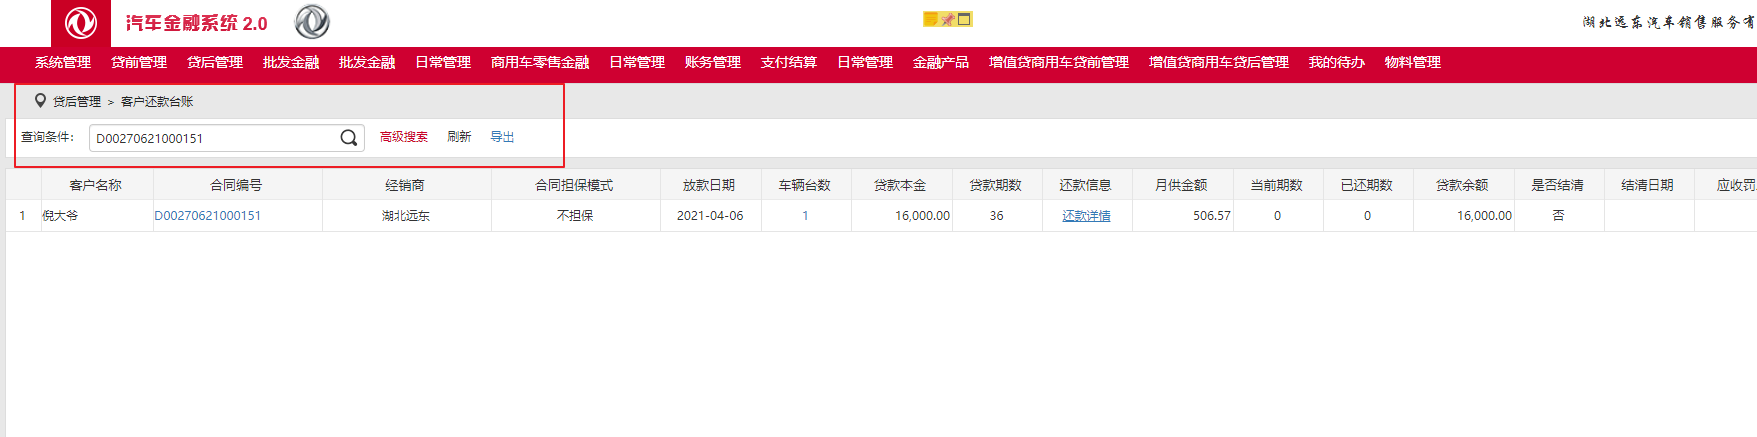 汽车金融系统 2.0
湖北远东汽车销售服务有
系统管理 贷前管理 贷后管理 批发金融 批发金融 日常管理 商用车零售金融 日常管理 账务管理 支付结算 日常管理 金融产品 增值贷商用车贷前管理 增值贷商用车贷后管理 我的待办 物料管理
贷后管理 > 客户还款台账
查询条件: D00270621000151 高级搜索 刷新 导出
客户名称 合同编号 经销商 合同担保模式 放款日期 车辆台数 贷款本金 贷款期数 还款信息 月供金额 当前期数 已还期数 贷款余额 是否结清 结清日期 应收罚
1 倪大爷 D00270621000151 湖北远东 不担保 2021-04-06 1 16,000.00 36 还款详情 506.57 0 0 16,000.00 否